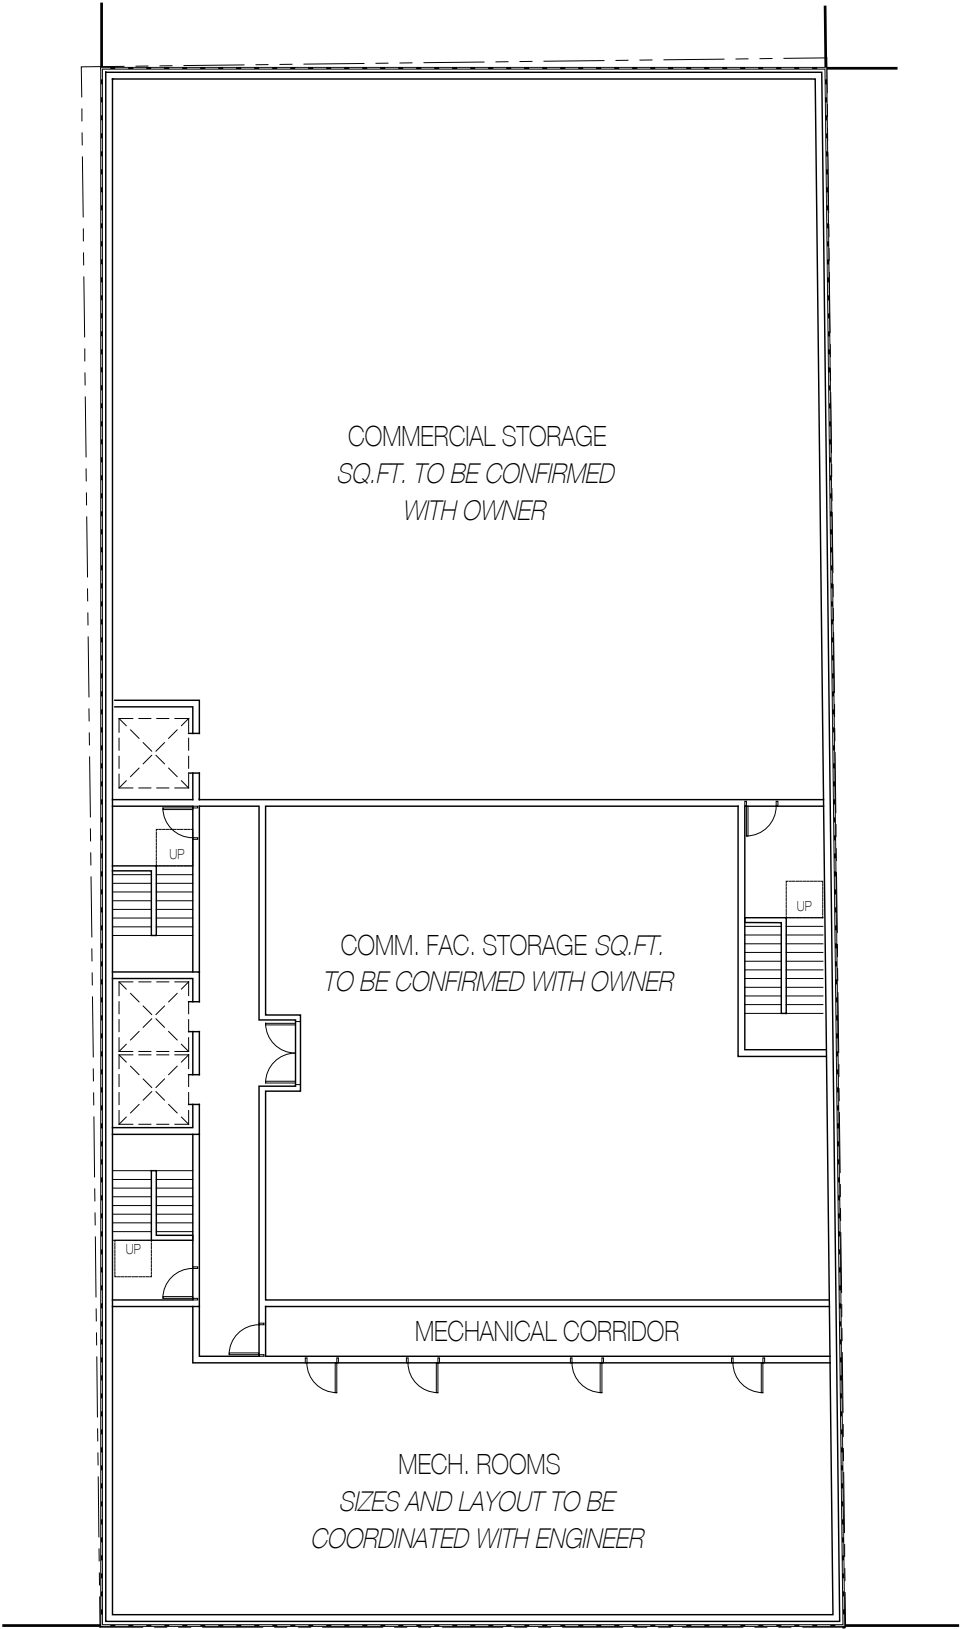 COMMERCIAL STORAGE
SQ.FT. TO BE CONFIRMED
WITH OWNER
UP
UP
COMM. FAC. STORAGE SQ.FT.
TO BE CONFIRMED WITH OWNER
UP
MECHANICAL CORRIDOR
MECH. ROOMS
SIZES AND LAYOUT TO BE
COORDINATED WITH ENGINEER